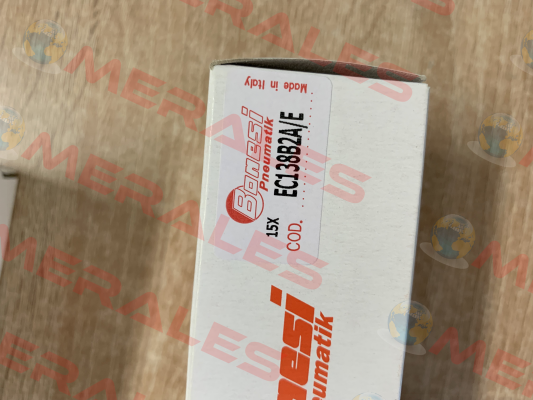 Made in Italy
Bonesi
Pneumatik
15X EC138B2A/E
COD.
Bonesi
Pneumatik
MERALES
MERALES
MERALES
MERALES